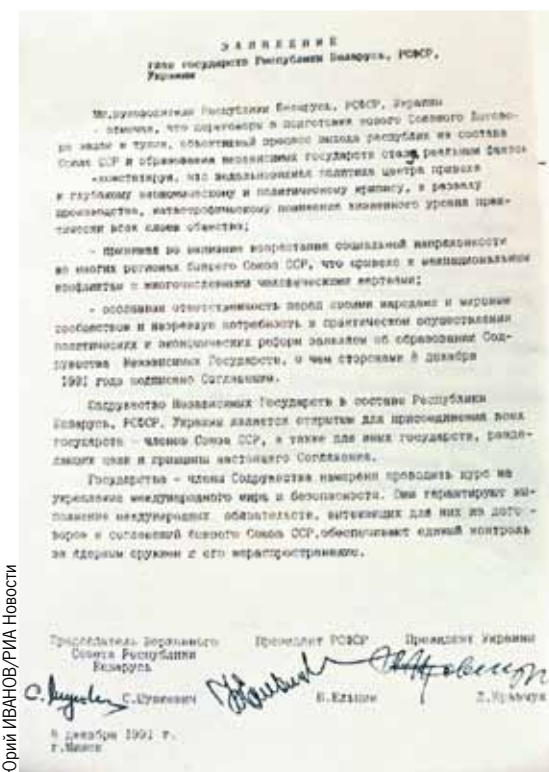 ЗАЯВЛЕНИЕ
глав государств Республики Беларусь, РСФСР,
Украины
Мы, руководители Республики Беларусь, РСФСР, Украины
- отмечая, что переговоры о подготовке нового Союзного Догово-
ра зашли в тупик, объективный процесс выхода республик из состава
Союза ССР и образования независимых государств стал реальным фактом
- констатируя, что недальновидная политика центра привела
к глубокому экономическому и политическому кризису, к развалу
производства, катастрофическому понижению жизненного уровня прак-
тически всех слоев общества;
- принимая во внимание возрастание социальной напряженности
во многих регионах бывшего Союза ССР, что привело к межнациональным
конфликтам с многочисленными человеческими жертвами;
- осознавая ответственность перед своими народами и мировым
сообществом и назревшую потребность в практическом осуществлении
политических и экономических реформ заявляем об образовании Сод-
ружества Независимых Государств, о чем сторонами 8 декабря
1991 года подписано Соглашение.
Содружество Независимых Государств в составе Республики
Беларусь, РСФСР, Украины является открытым для присоединения всех
государств - членов Союза ССР, а также для иных государств, разде-
ляющих цели и принципы настоящего Соглашения.
Государства - члены Содружества намерены проводить курс на
укрепление международного мира и безопасности. Они гарантируют вы-
полнение международных обязательств, вытекающих для них из дого-
воров и соглашений бывшего Союза ССР, обеспечивают единый контроль
за ядерным оружием и его нераспространение.
Председатель Верховного Президент РСФСР Президент Украины
Совета Республики
Беларусь
С.Шушкевич Б.Ельцин Л.Кравчук
8 декабря 1991 г.
г.Минск
Юрий ИВАНОВ/РИА Новости